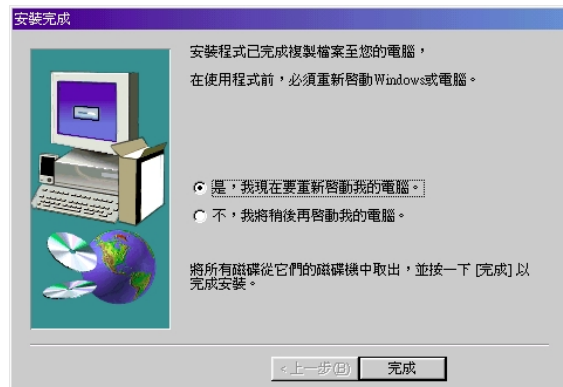 安裝完成
安裝程式已完成複製檔案至您的電腦，
在使用程式前，必須重新啓動Windows或電腦。
是，我現在要重新啓動我的電腦。
不，我將稍後再啓動我的電腦。
將所有磁碟從它們的磁碟機中取出，並按一下 [完成] 以
完成安裝。
<上一步(B)
完成